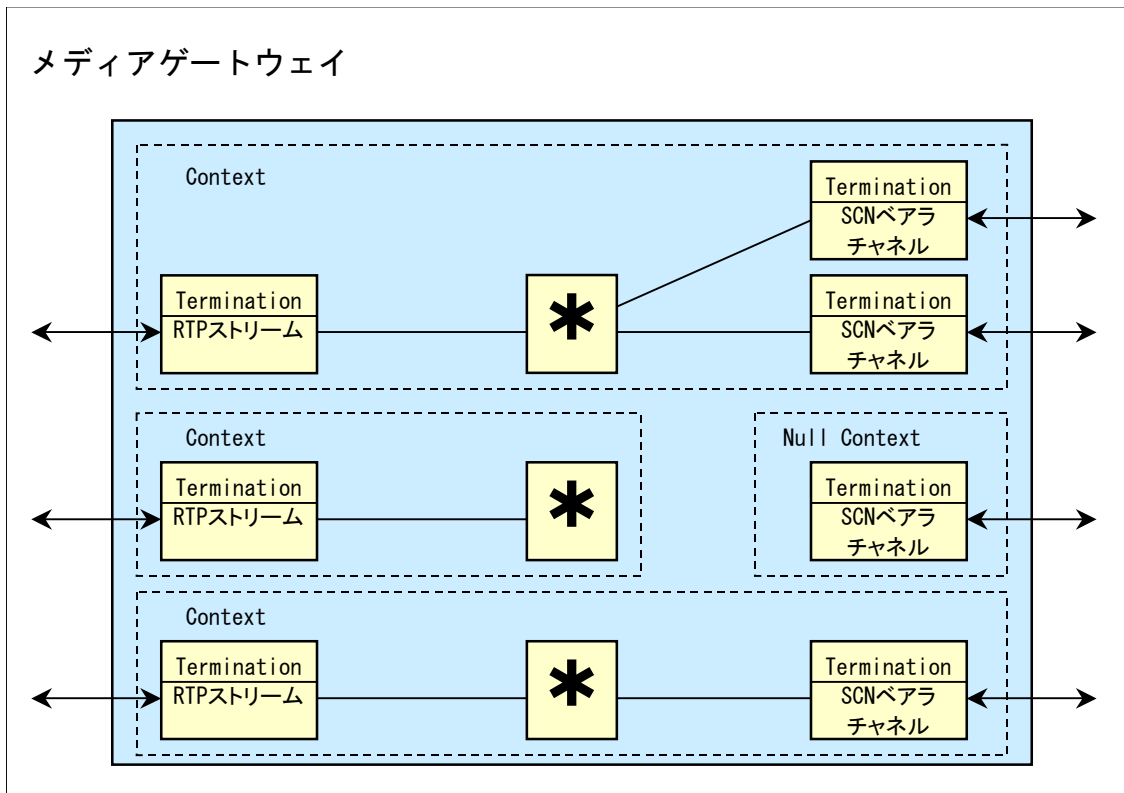 メディアゲートウェイ
Context
Termination
SCNベアラ
チャネル
Termination
RTPストリーム
*
Termination
SCNベアラ
チャネル
Context
Termination
RTPストリーム
*
Null Context
Termination
SCNベアラ
チャネル
Context
Termination
RTPストリーム
*
Termination
SCNベアラ
チャネル